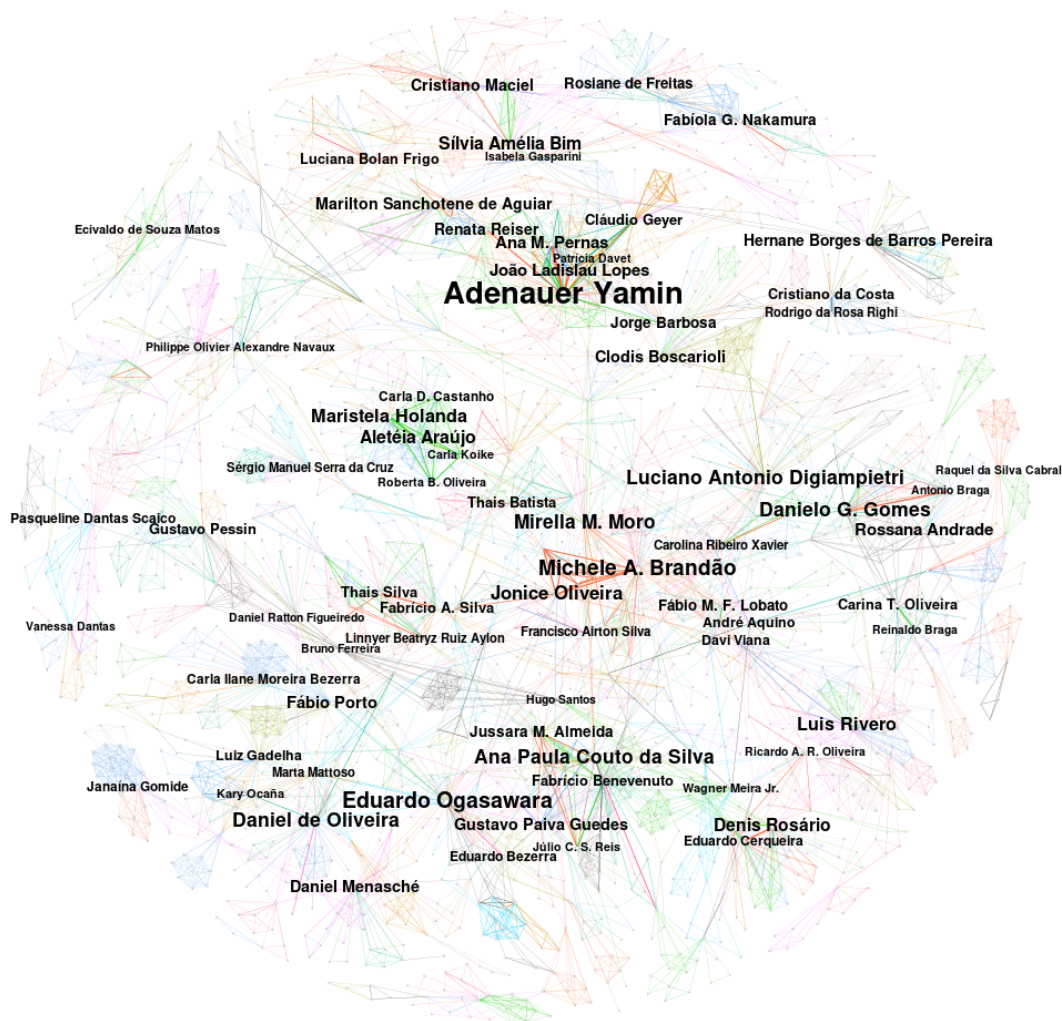 Cristiano Maciel
Rosiane de Freitas
Fabíola G. Nakamura
Sílvia Amélia Bim
Isabela Gasparini
Luciana Bolan Frigo
Marilton Sanchotene de Aguiar
Cláudio Geyer
Ecivaldo de Souza Matos
Renata Reiser
Ana M. Pernas
Hernane Borges de Barros Pereira
Patrícia Davet
João Ladislau Lopes
Adenauer Yamin
Cristiano da Costa
Rodrigo da Rosa Righi
Jorge Barbosa
Philippe Olivier Alexandre Navaux
Clodis Boscarioli
Carla D. Castanho
Maristela Holanda
Aletéia Araújo
Carla Koike
Sérgio Manuel Serra da Cruz
Raquel da Silva Cabral
Luciano Antonio Digiampietri
Roberta B. Oliveira
Antonio Braga
Thais Batista
Danielo G. Gomes
Pasqueline Dantas Scaico
Mirella M. Moro
Gustavo Pessin
Rossana Andrade
Carolina Ribeiro Xavier
Michele A. Brandão
Thais Silva
Jonice Oliveira
Fabrício A. Silva
Fábio M. F. Lobato
Carina T. Oliveira
Daniel Ratton Figueiredo
André Aquino
Vanessa Dantas
Francisco Airton Silva
Reinaldo Braga
Linnyer Beatryz Ruiz Aylon
Davi Viana
Bruno Ferreira
Carla Ilane Moreira Bezerra
Hugo Santos
Fábio Porto
Luis Rivero
Jussara M. Almeida
Ricardo A. R. Oliveira
Luiz Gadelha
Ana Paula Couto da Silva
Marta Mattoso
Fabrício Benevenuto
Janaína Gomide
Wagner Meira Jr.
Kary Ocaña
Eduardo Ogasawara
Daniel de Oliveira
Gustavo Paiva Guedes
Denis Rosário
Eduardo Cerqueira
Júlio C. S. Reis
Eduardo Bezerra
Daniel Menasché